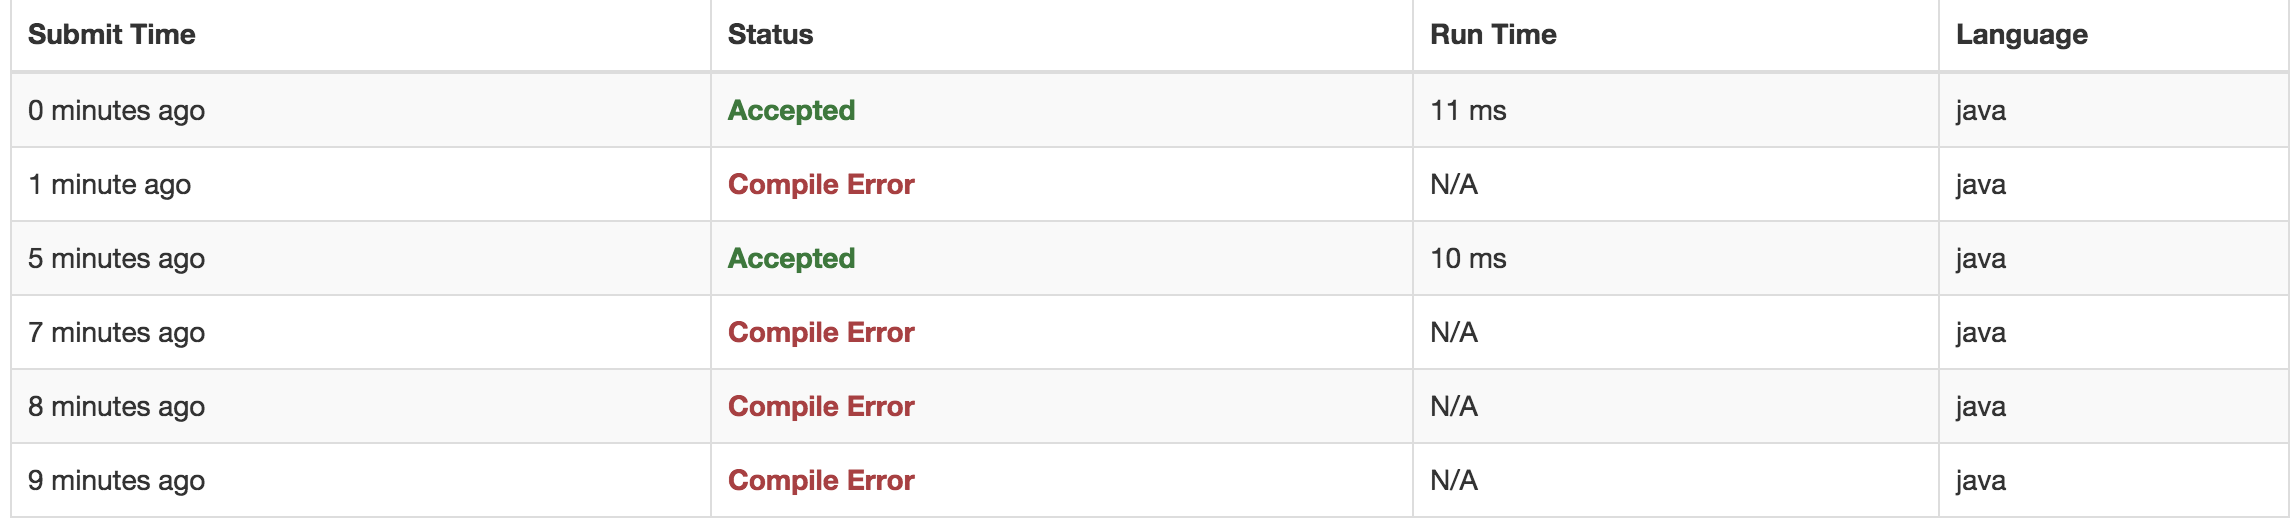 Submit Time Status Run Time Language
0 minutes ago Accepted 11 ms java
1 minute ago Compile Error N/A java
5 minutes ago Accepted 10 ms java
7 minutes ago Compile Error N/A java
8 minutes ago Compile Error N/A java
9 minutes ago Compile Error N/A java